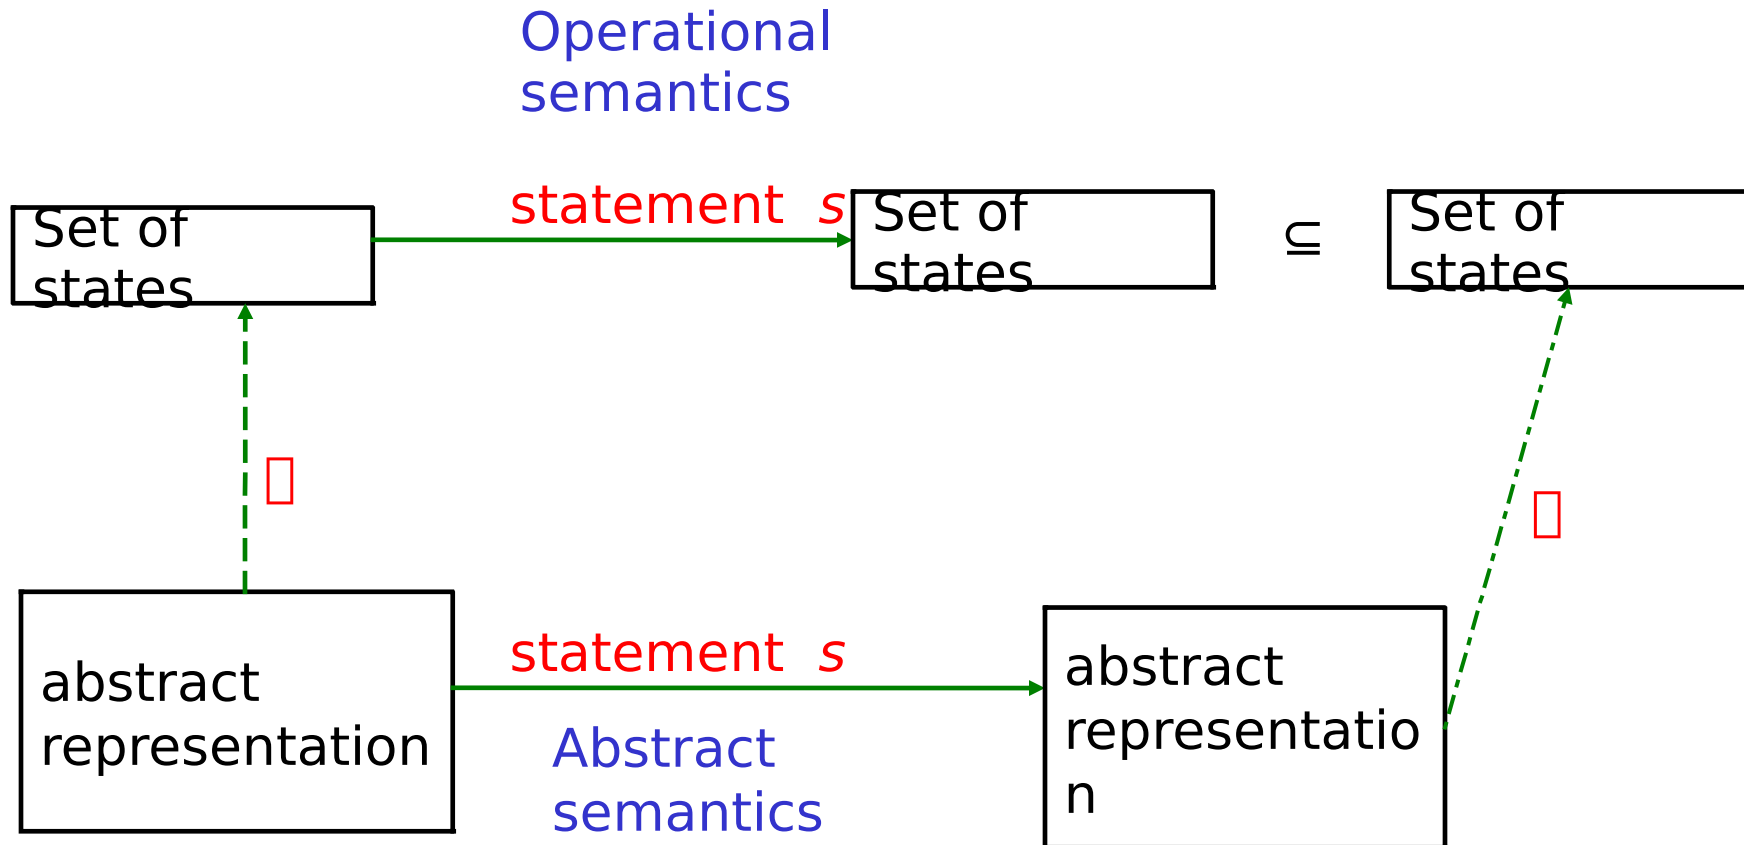 Operational
semantics
statement s
Set of
states
Set of
states
⊆
Set of
states
abstract
representation
statement s
Abstract
semantics
abstract
representatio
n